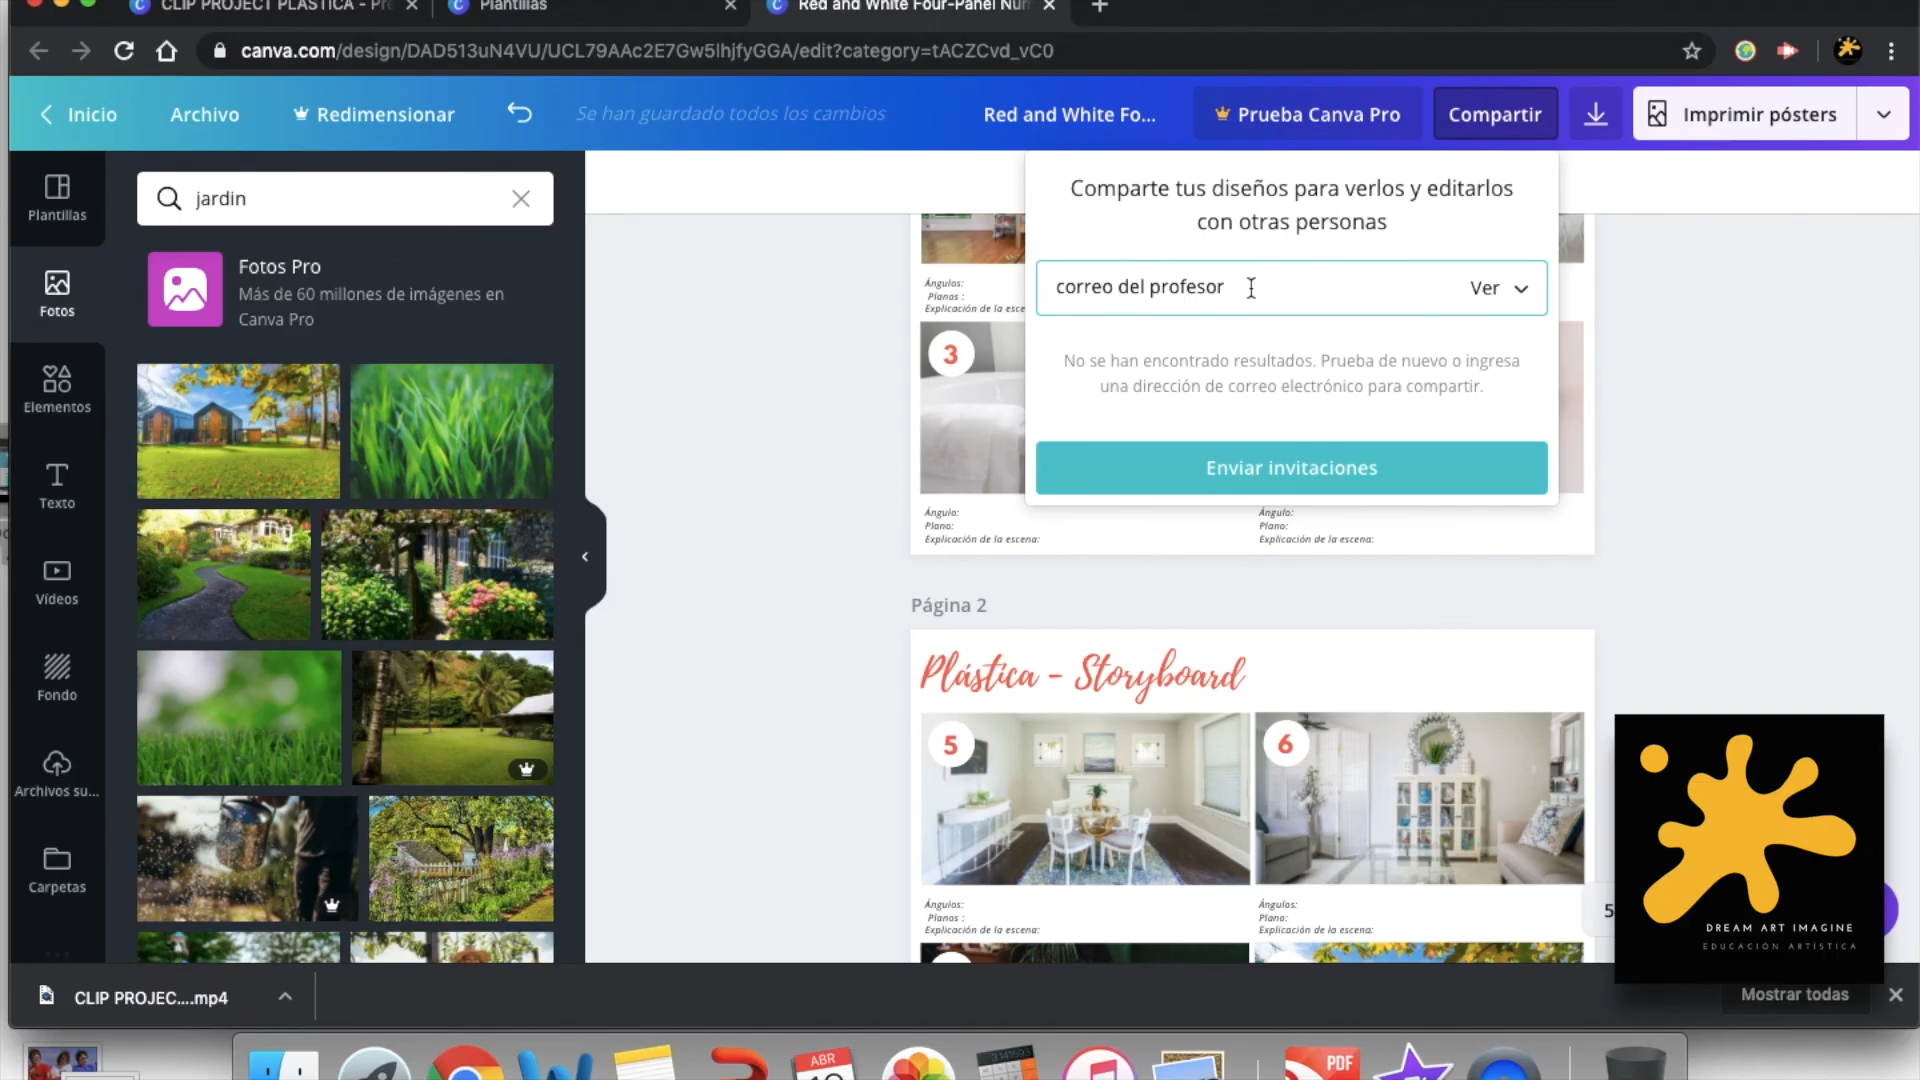 CLIP PROJECT PLASTICA - Pre
Plantillas
Red and White Four-Panel Num
canva.com/design/DAD513uN4VU/UCL79AAc2E7Gw5lhjfyGGA/edit?category=tACZCvd_vC0
Inicio
Archivo
Redimensionar
Se han guardado todos los cambios
Red and White Fo...
Prueba Canva Pro
Compartir
Imprimir pósters
Plantillas
Fotos
Elementos
Texto
Vídeos
Fondo
Archivos su...
Carpetas
jardin
Fotos Pro
Más de 60 millones de imágenes en
Canva Pro
Comparte tus diseños para verlos y editarlos
con otras personas
correo del profesor
Ver
No se han encontrado resultados. Prueba de nuevo o ingresa
una dirección de correo electrónico para compartir.
Enviar invitaciones
Ángulos:
Planos :
Explicación de la esce
3
Ángulo:
Plano:
Explicación de la escena:
Ángulo:
Plano:
Explicación de la escena:
Página 2
Plástica - Storyboard
5
6
Ángulos:
Planos :
Explicación de la escena:
Ángulos:
Plano:
Explicación de la escena:
5
DREAM ART IMAGINE
EDUCACIÓN ARTÍSTICA
CLIP PROJEC....mp4
Mostrar todas
ABR
PDF